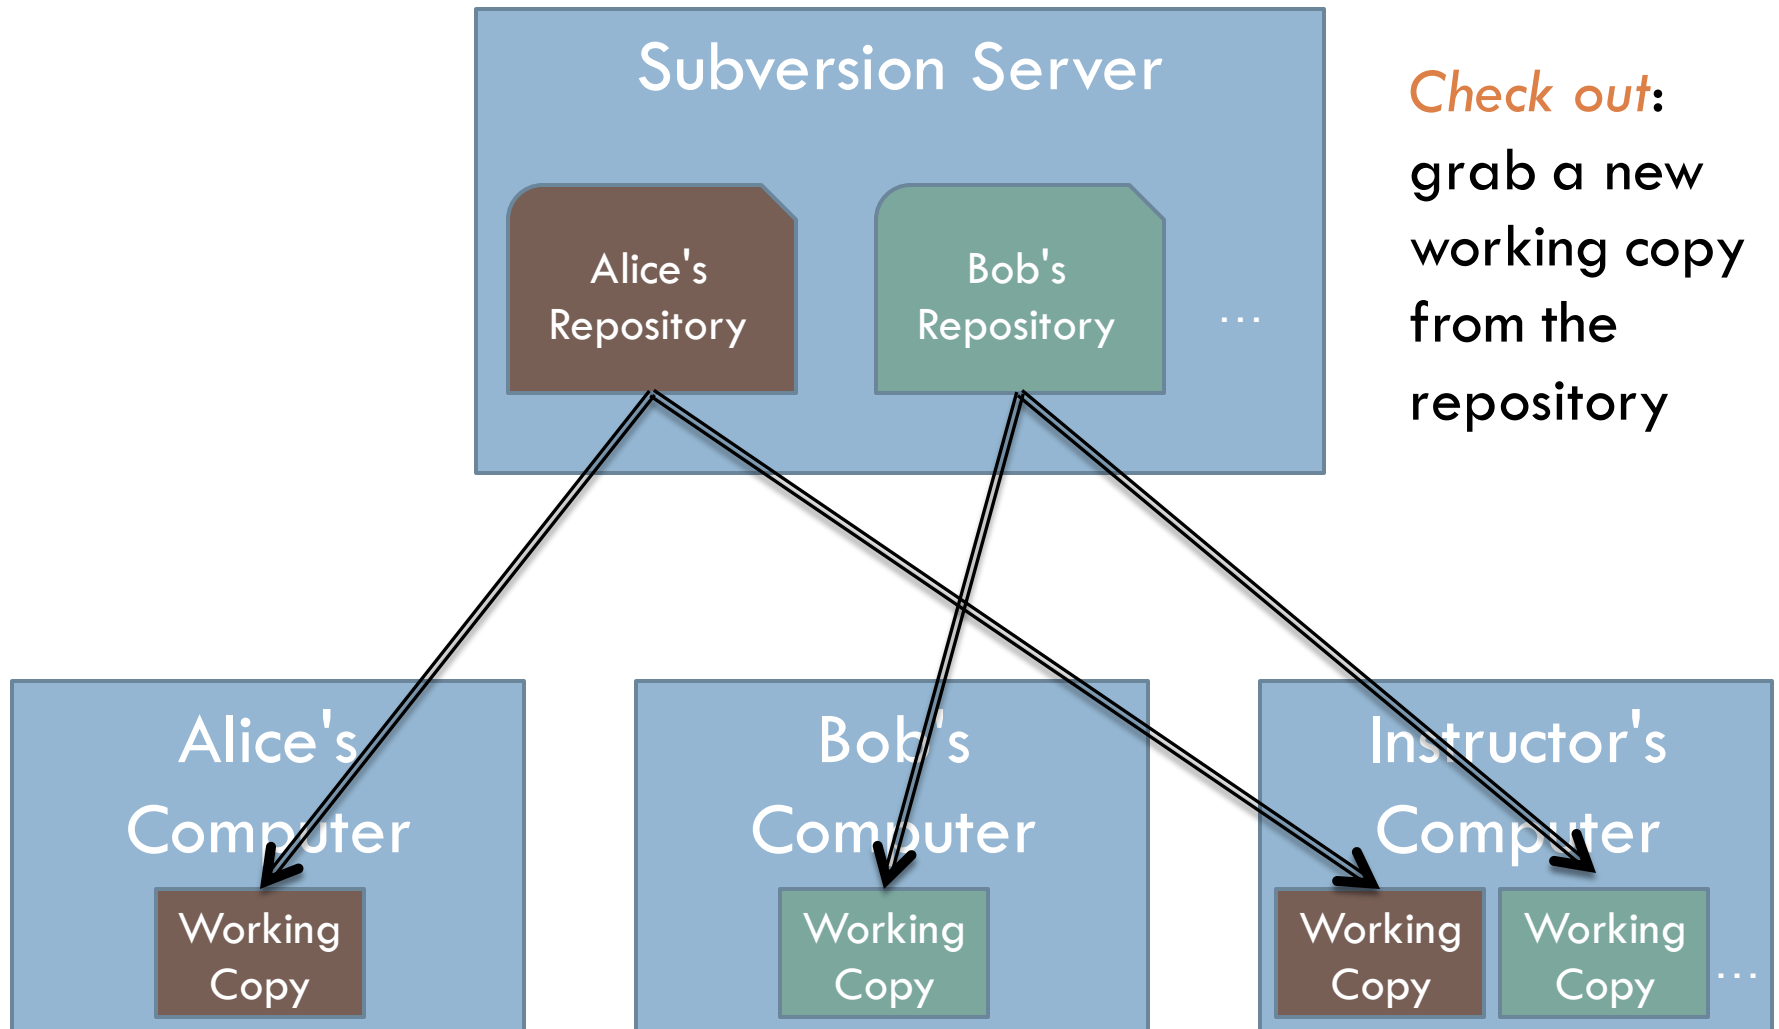 Subversion Server
Check out:
grab a new
working copy
from the
repository
Alice's
Repository
Bob's
Repository
...
Alice's
Computer
Working
Copy
Bob's
Computer
Working
Copy
Instructor's
Computer
Working
Copy
Working
Copy
...